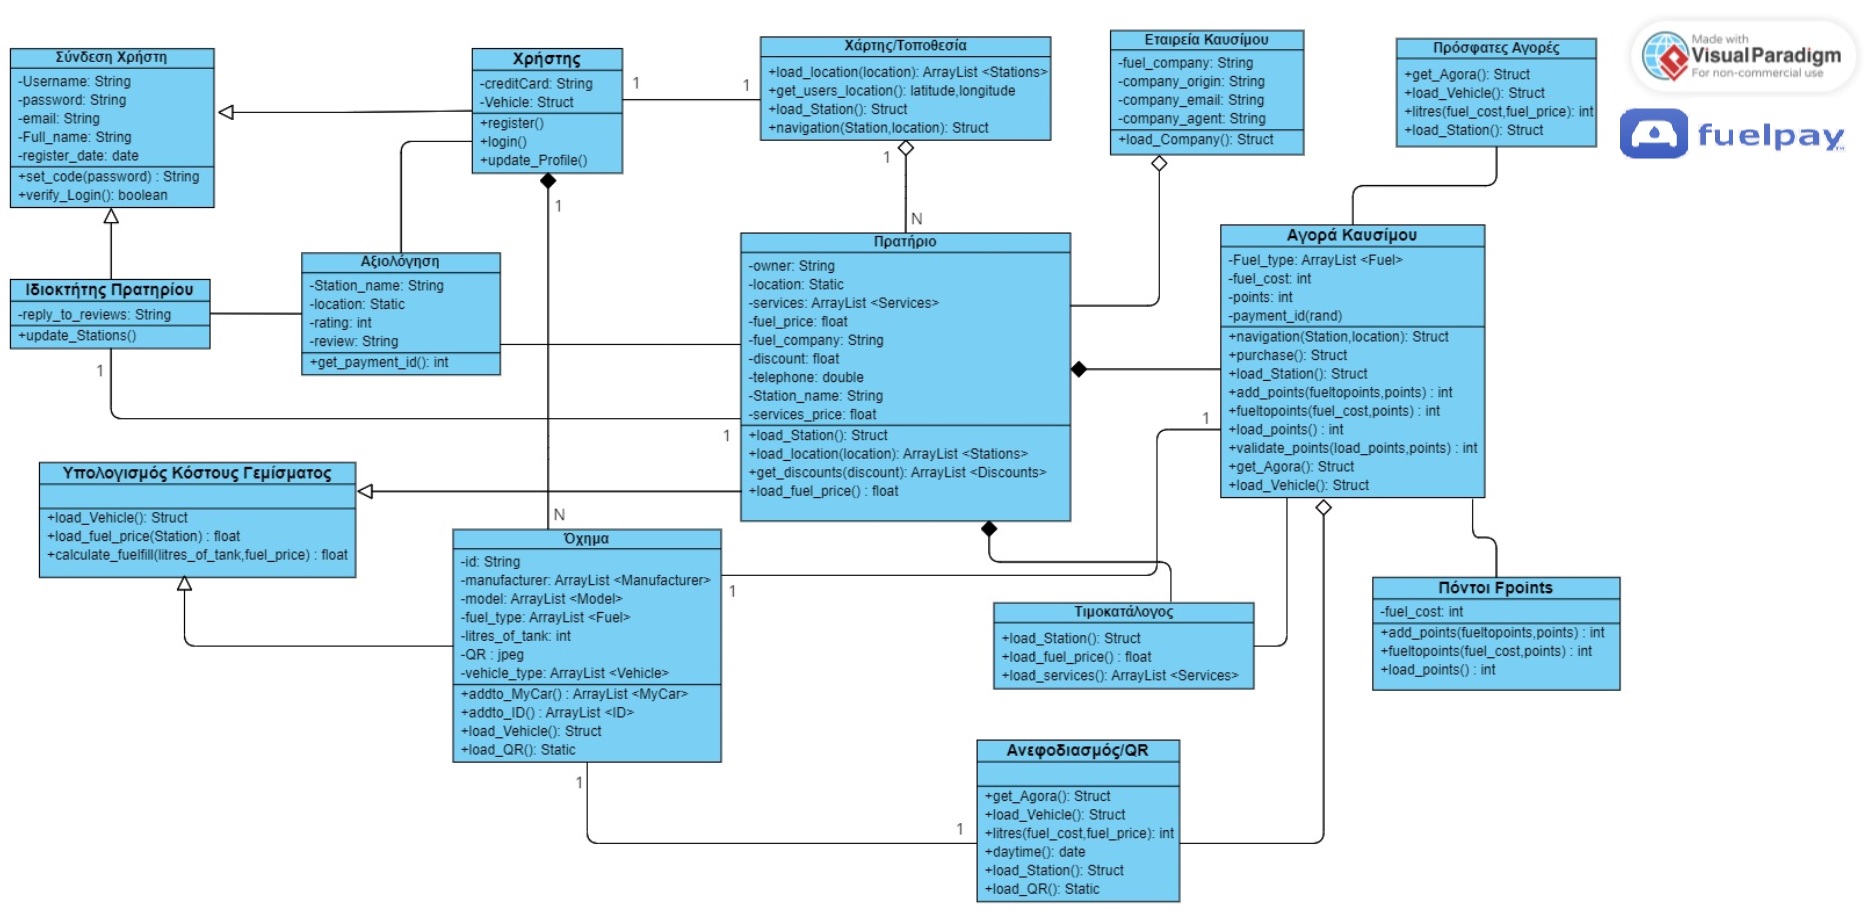 Σύνδεση Χρήστη
-Username: String
-password: String
-email: String
-Full_name: String
-register_date: date
+set_code(password) : String
+verify_Login(): boolean
Χρήστης
-creditCard: String
-Vehicle: Struct
+register()
+login()
+update_Profile()
1
1
1
Χάρτης/Τοποθεσία
+load_location(location): ArrayList <Stations>
+get_users_location(): latitude,longitude
+load_Station(): Struct
+navigation(Station,location): Struct
1
N
Εταιρεία Καυσίμου
-fuel_company: String
-company_origin: String
-company_email: String
-company_agent: String
+load_Company(): Struct
Πρόσφατες Αγορές
+get_Agora(): Struct
+load_Vehicle(): Struct
+litres(fuel_cost,fuel_price): int
+load_Station(): Struct
Made with
VisualParadigm
For non-commercial use
fuelpay
Ιδιοκτήτης Πρατηρίου
-reply_to_reviews: String
+update_Stations()
1
Αξιολόγηση
-Station_name: String
-location: Static
-rating: int
-review: String
+get_payment_id(): int
Πρατήριο
-owner: String
-location: Static
-services: ArrayList <Services>
-fuel_price: float
-fuel_company: String
-discount: float
-telephone: double
-Station_name: String
-services_price: float
+load_Station(): Struct
+load_location(location): ArrayList <Stations>
+get_discounts(discount): ArrayList <Discounts>
+load_fuel_price() : float
1
Αγορά Καυσίμου
-Fuel_type: ArrayList <Fuel>
-fuel_cost: int
-points: int
-payment_id(rand)
+navigation(Station,location): Struct
+purchase(): Struct
+load_Station(): Struct
+add_points(fueltopoints,points) : int
+fueltopoints(fuel_cost,points) : int
+load_points() : int
+validate_points(load_points,points) : int
+get_Agora(): Struct
+load_Vehicle(): Struct
1
Υπολογισμός Κόστους Γεμίσματος
+load_Vehicle(): Struct
+load_fuel_price(Station) : float
+calculate_fuelfill(litres_of_tank,fuel_price) : float
N
Όχημα
-id: String
-manufacturer: ArrayList <Manufacturer>
-model: ArrayList <Model>
-fuel_type: ArrayList <Fuel>
-litres_of_tank: int
-QR : jpeg
-vehicle_type: ArrayList <Vehicle>
+addto_MyCar() : ArrayList <MyCar>
+addto_ID() : ArrayList <ID>
+load_Vehicle(): Struct
+load_QR(): Static
1
1
Τιμοκατάλογος
+load_Station(): Struct
+load_fuel_price() : float
+load_services(): ArrayList <Services>
Πόντοι Fpoints
-fuel_cost: int
+add_points(fueltopoints,points) : int
+fueltopoints(fuel_cost,points) : int
+load_points() : int
Ανεφοδιασμός/QR
+get_Agora(): Struct
+load_Vehicle(): Struct
+litres(fuel_cost,fuel_price): int
+daytime(): date
+load_Station(): Struct
+load_QR(): Static
1